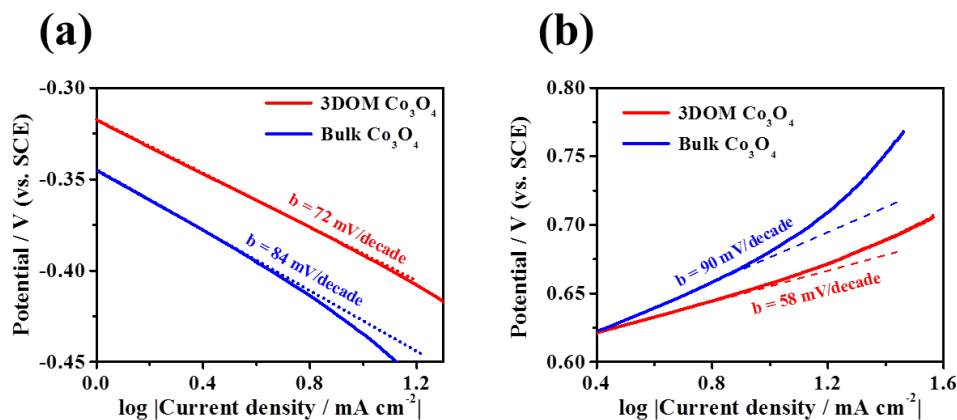 (a)
-0.30
-0.35
-0.40
-0.45
Potential / V (vs. SCE)
3DOM Co₃O₄
Bulk Co₃O₄
b = 72 mV/decade
b = 84 mV/decade
0.0 0.4 0.8 1.2
log |Current density / mA cm⁻²|
(b)
0.80
0.75
0.70
0.65
0.60
Potential / V (vs. SCE)
3DOM Co₃O₄
Bulk Co₃O₄
b = 90 mV/decade
b = 58 mV/decade
0.4 0.8 1.2 1.6
log |Current density / mA cm⁻²|